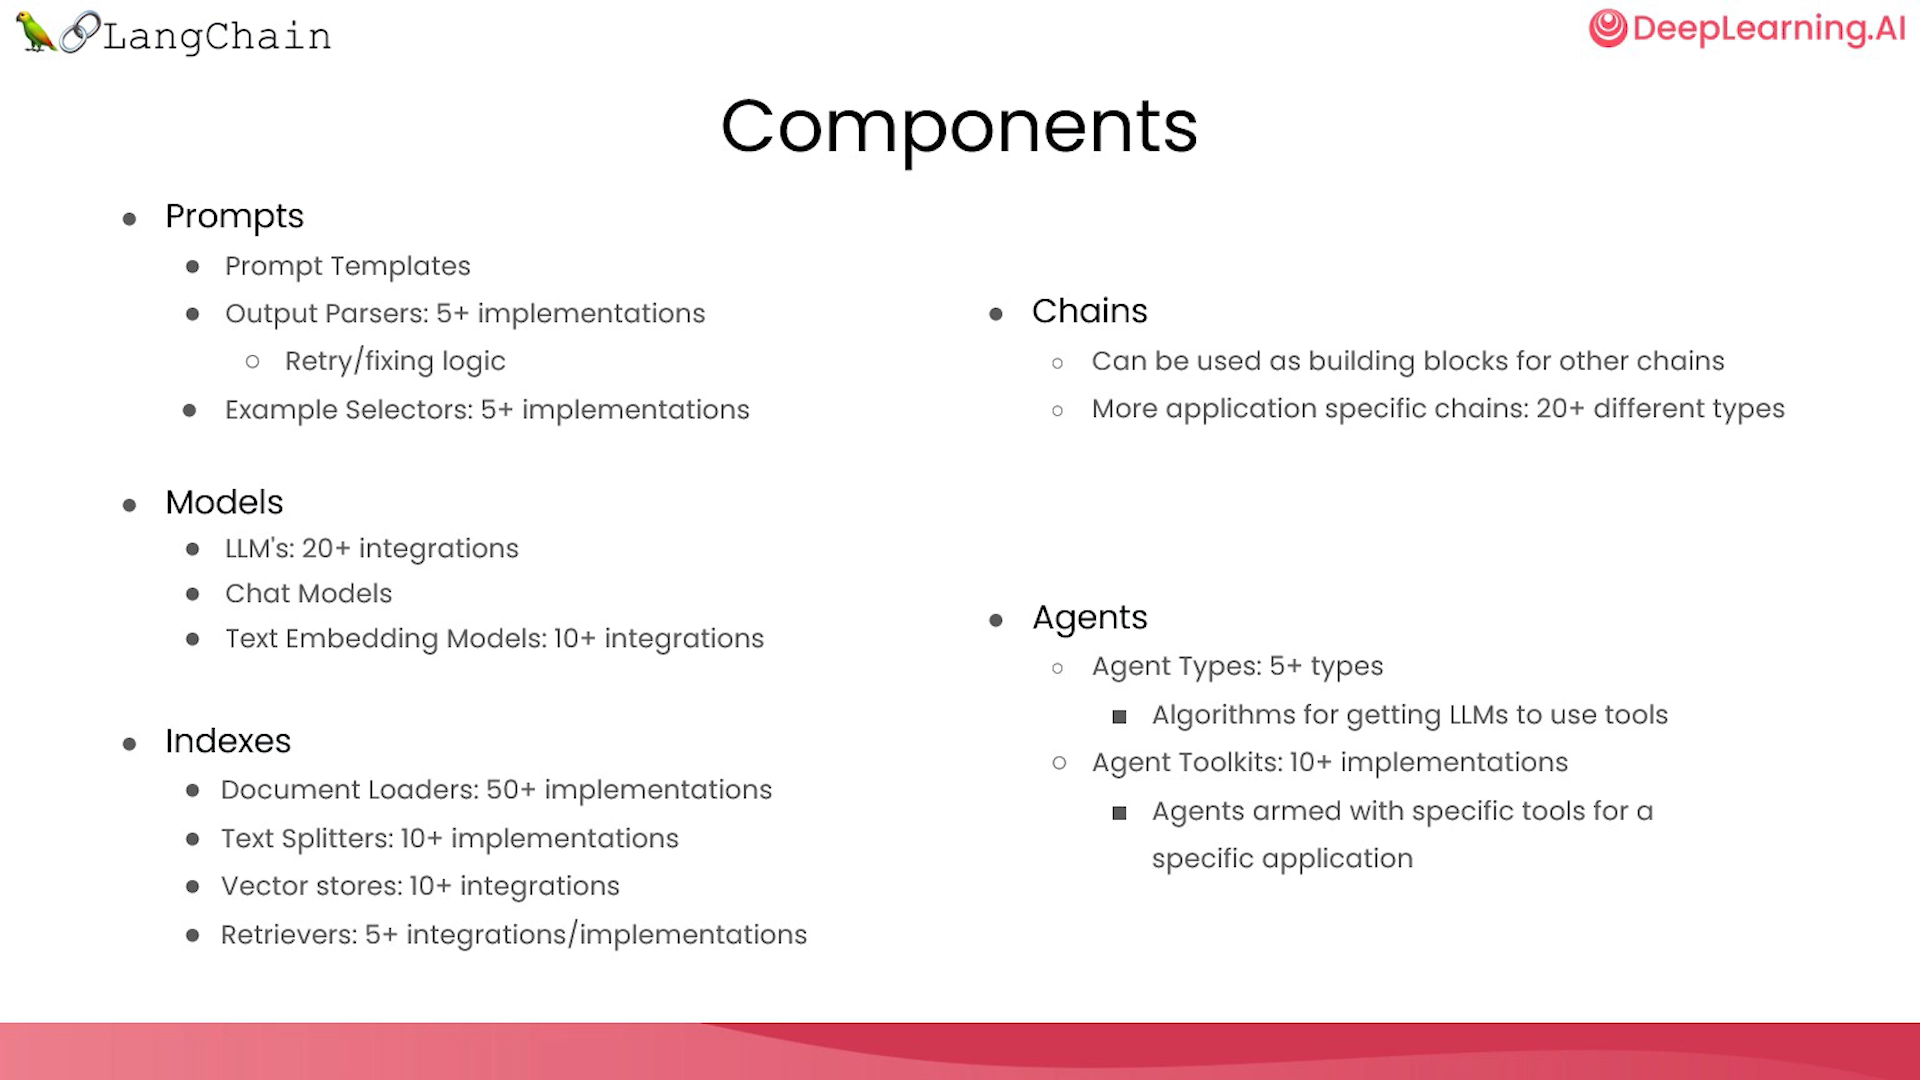 LangChain
DeepLearning.AI
Components
Prompts
Prompt Templates
Output Parsers: 5+ implementations
Retry/fixing logic
Example Selectors: 5+ implementations
Models
LLM's: 20+ integrations
Chat Models
Text Embedding Models: 10+ integrations
Indexes
Document Loaders: 50+ implementations
Text Splitters: 10+ implementations
Vector stores: 10+ integrations
Retrievers: 5+ integrations/implementations
Chains
Can be used as building blocks for other chains
More application specific chains: 20+ different types
Agents
Agent Types: 5+ types
Algorithms for getting LLMs to use tools
Agent Toolkits: 10+ implementations
Agents armed with specific tools for a
specific application